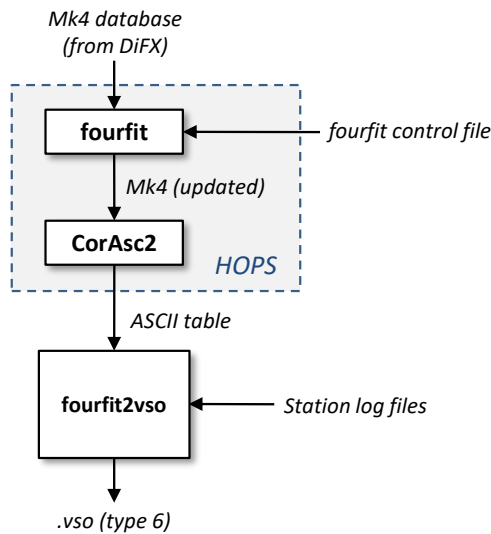 Mk4 database
(from DiFX)
fourfit
fourfit control file
Mk4 (updated)
CorAsc2
HOPS
ASCII table
fourfit2vso
Station log files
.vso (type 6)